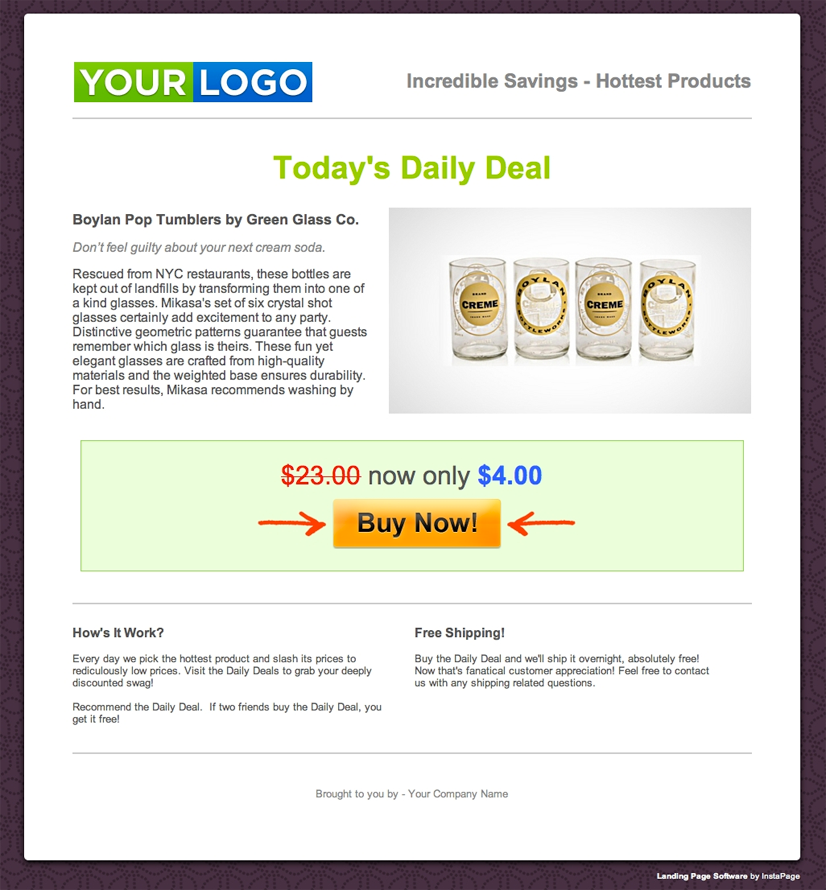 YOUR LOGO
Incredible Savings - Hottest Products
Today's Daily Deal
Boylan Pop Tumblers by Green Glass Co.
Don't feel guilty about your next cream soda.
Rescued from NYC restaurants, these bottles are
kept out of landfills by transforming them into one of
a kind glasses. Mikasa's set of six crystal shot
glasses certainly add excitement to any party.
Distinctive geometric patterns guarantee that guests
remember which glass is theirs. These fun yet
elegant glasses are crafted from high-quality
materials and the weighted base ensures durability.
For best results, Mikasa recommends washing by
hand.
BRAND
CREME
TRADE MARK
BOYLAN
BOTTLEWORKS
BRAND
CREME
TRADE MARK
BOYLAN
BOTTLEWORKS
$23.00 now only $4.00
Buy Now!
How's It Work?
Every day we pick the hottest product and slash its prices to
rediculously low prices. Visit the Daily Deals to grab your deeply
discounted swag!
Recommend the Daily Deal.  If two friends buy the Daily Deal, you
get it free!
Free Shipping!
Buy the Daily Deal and we'll ship it overnight, absolutely free!
Now that's fanatical customer appreciation! Feel free to contact
us with any shipping related questions.
Brought to you by - Your Company Name
Landing Page Software by InstaPage